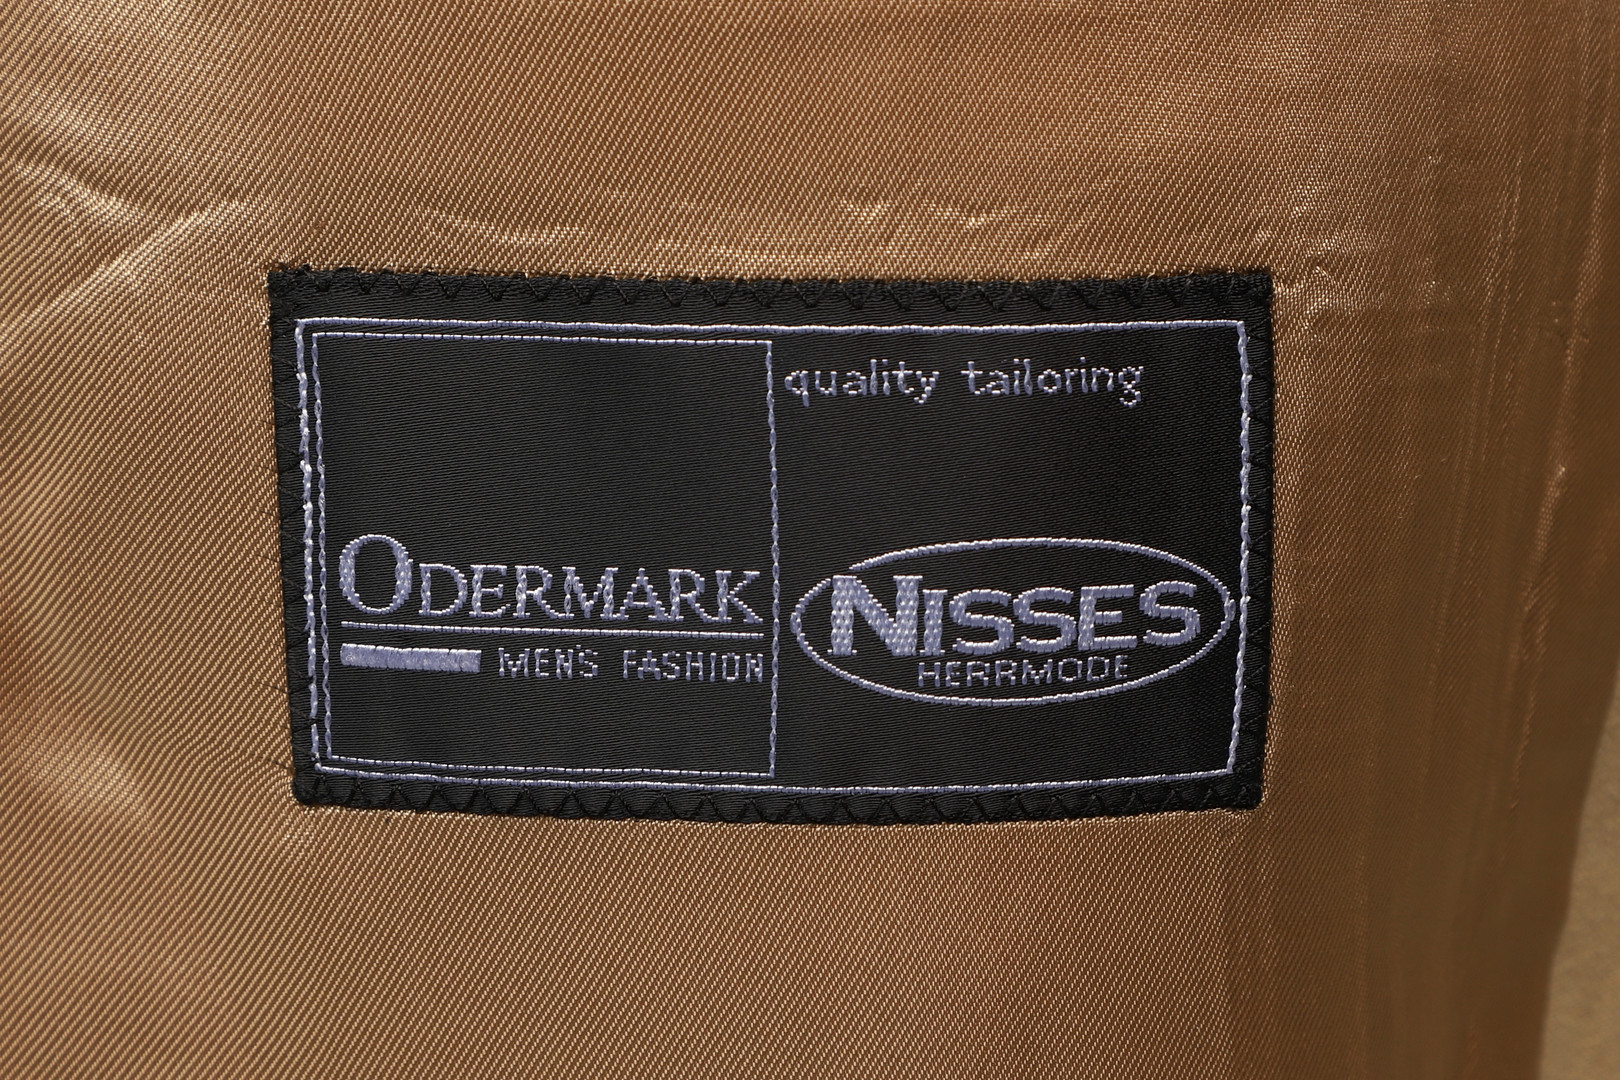 quality tailoring
ODERMARK
MEN'S FASHION
NISSES
HERRMODE